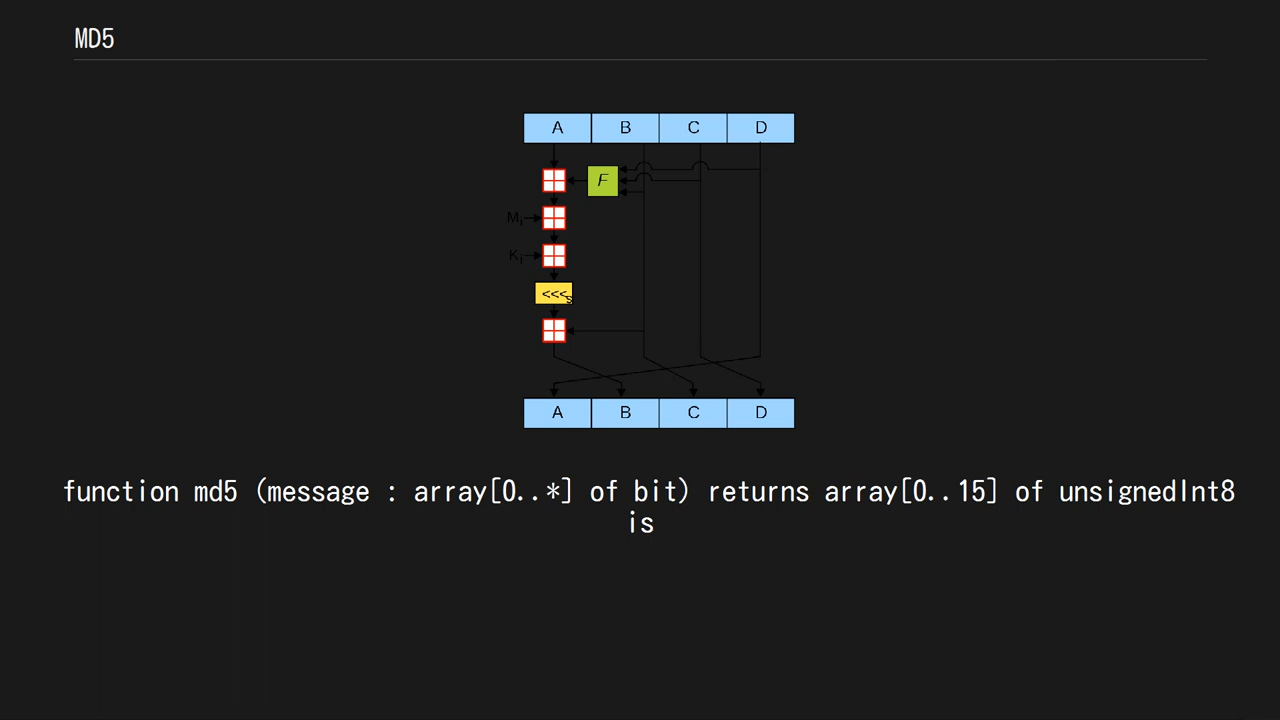 MD5
A B C D
F
Mi
Ki
<<<s
A B C D
function md5 (message : array[0..*] of bit) returns array[0..15] of unsignedInt8
is